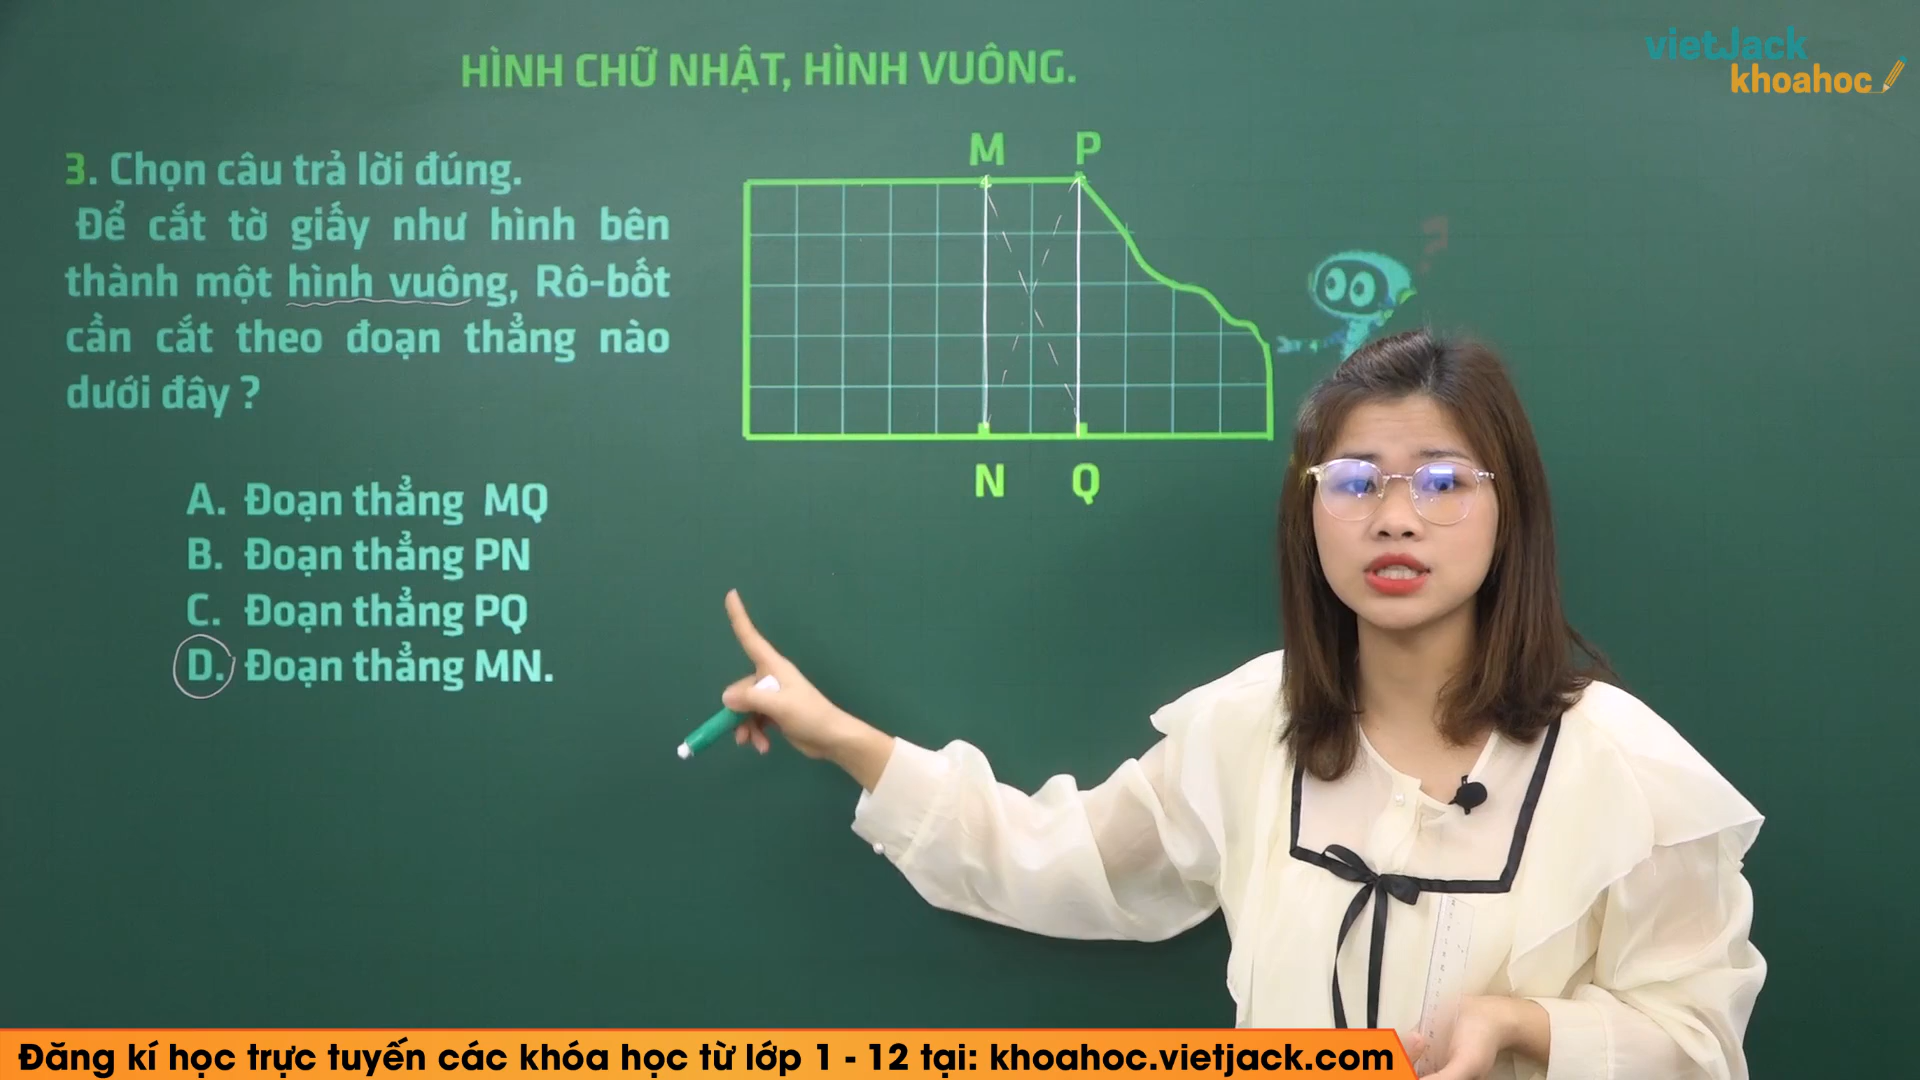 vietJack
khoahoc
HÌNH CHỮ NHẬT, HÌNH VUÔNG.
3. Chọn câu trả lời đúng.
Để cắt tờ giấy như hình bên
thành một hình vuông, Rô-bốt
cần cắt theo đoạn thẳng nào
dưới đây ?
M P
?
N Q
A. Đoạn thẳng MQ
B. Đoạn thẳng PN
C. Đoạn thẳng PQ
D. Đoạn thẳng MN.
Đăng kí học trực tuyến các khóa học từ lớp 1 - 12 tại: khoahoc.vietjack.com